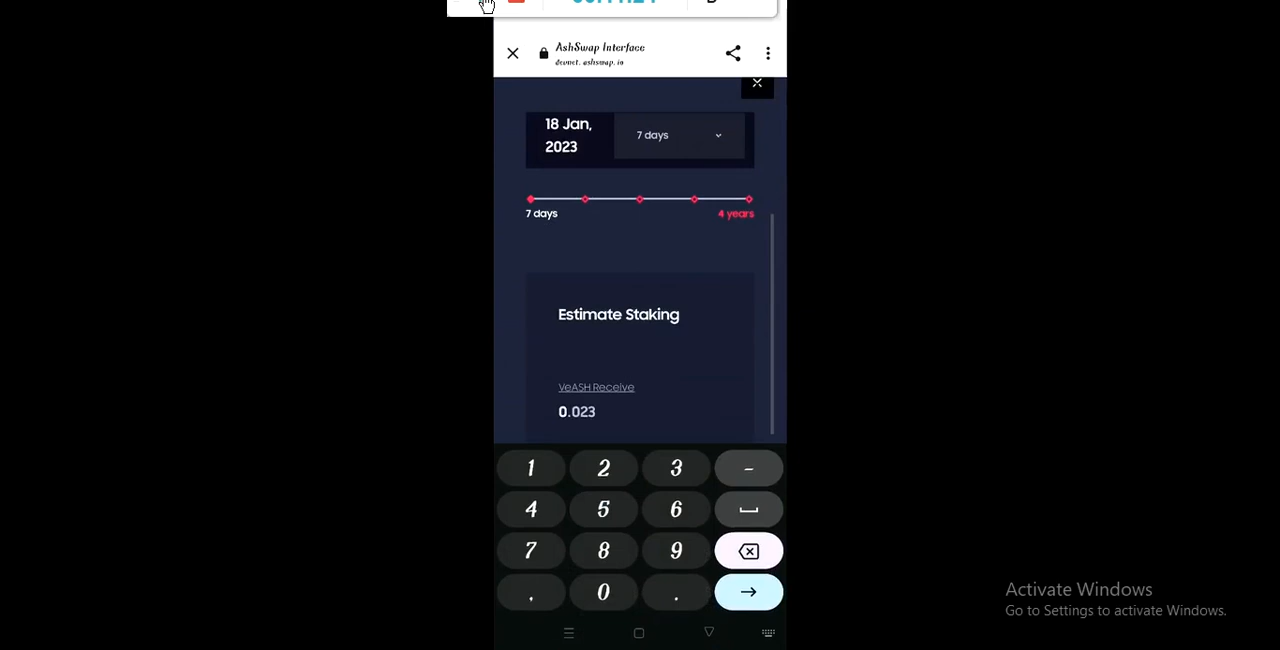 AshSwap Interface
devnet.ashswap.io
18 Jan,
2023
7 days
7 days
4 years
Estimate Staking
VeASH Receive
0.023
1 2 3 -
4 5 6
7 8 9
, 0 .
Activate Windows
Go to Settings to activate Windows.